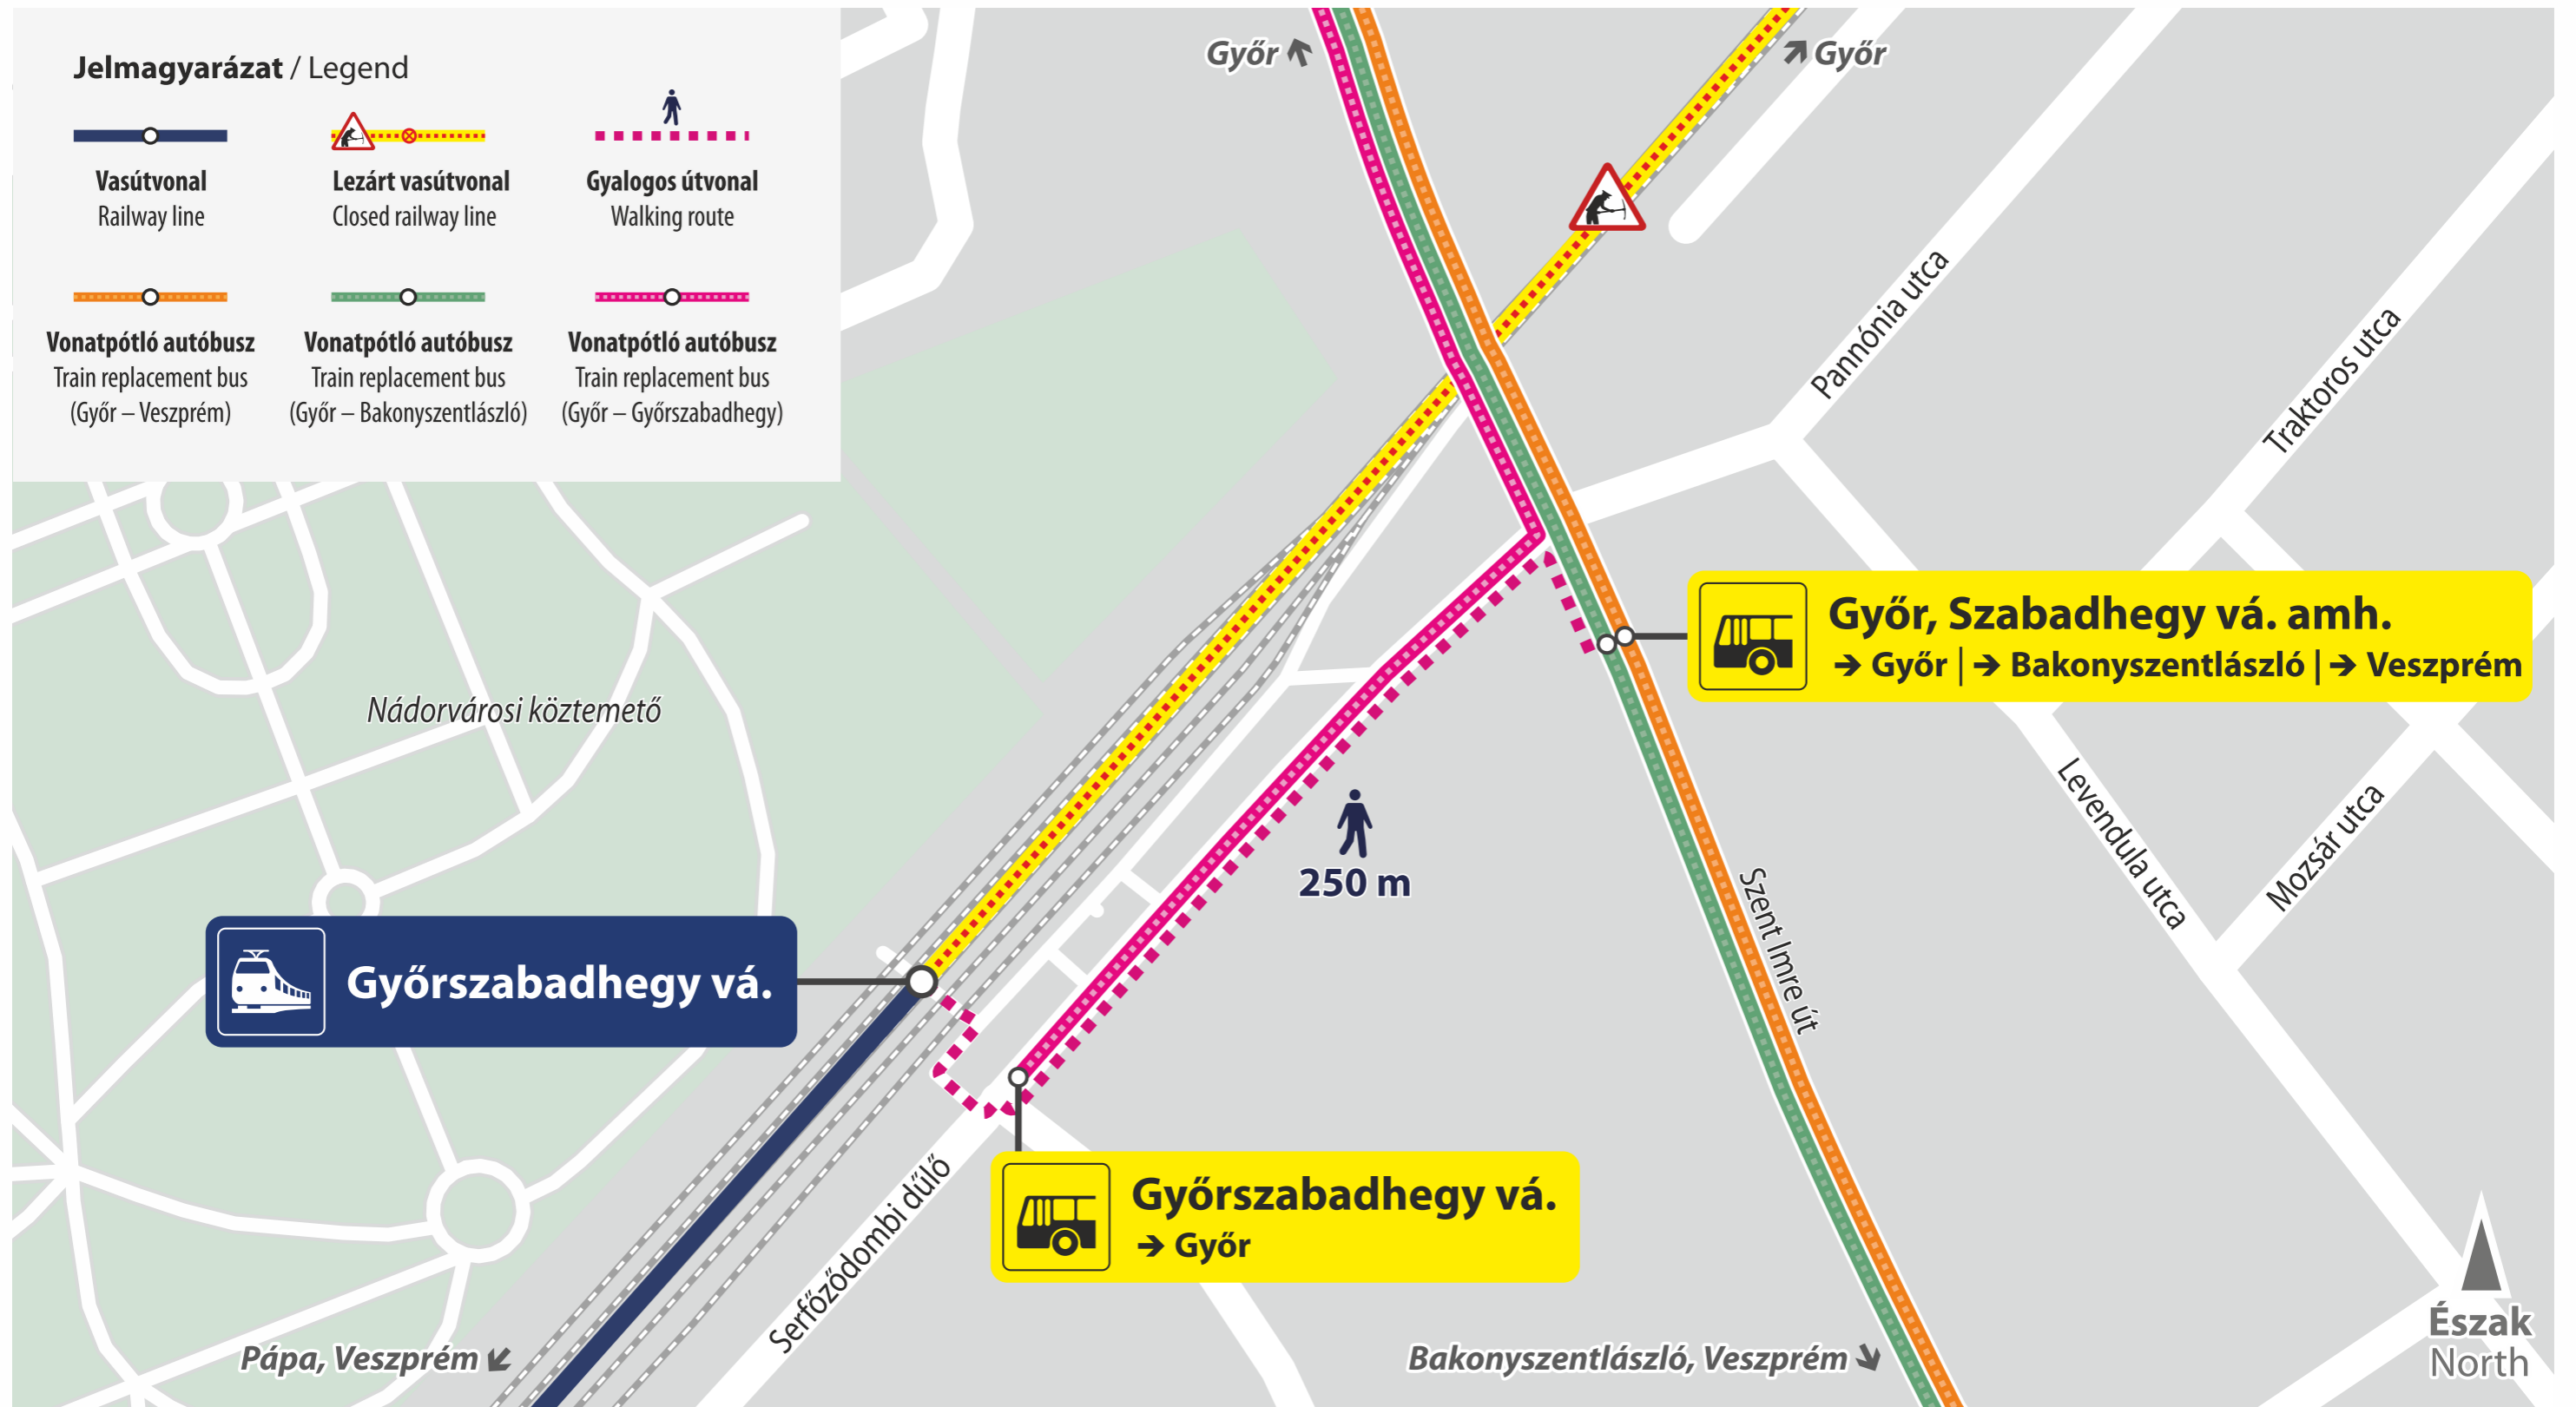 Jelmagyarázat / Legend
Vasútvonal
Railway line
Lezárt vasútvonal
Closed railway line
Gyalogos útvonal
Walking route
Vonatpótló autóbusz
Train replacement bus
(Győr – Veszprém)
Vonatpótló autóbusz
Train replacement bus
(Győr – Bakonyszentlászló)
Vonatpótló autóbusz
Train replacement bus
(Győr – Győrszabadhegy)
Győr ↑
↗ Győr
Pannónia utca
Traktoros utca
Győr, Szabadhegy vá. amh.
→ Győr | → Bakonyszentlászló | → Veszprém
Nádorvárosi köztemető
Levendula utca
Mozsár utca
250 m
Szent Imre út
Győrszabadhegy vá.
Győrszabadhegy vá.
→ Győr
Serfőződombi dűlő
Pápa, Veszprém ↙
Bakonyszentlászló, Veszprém ↘
Észak
North